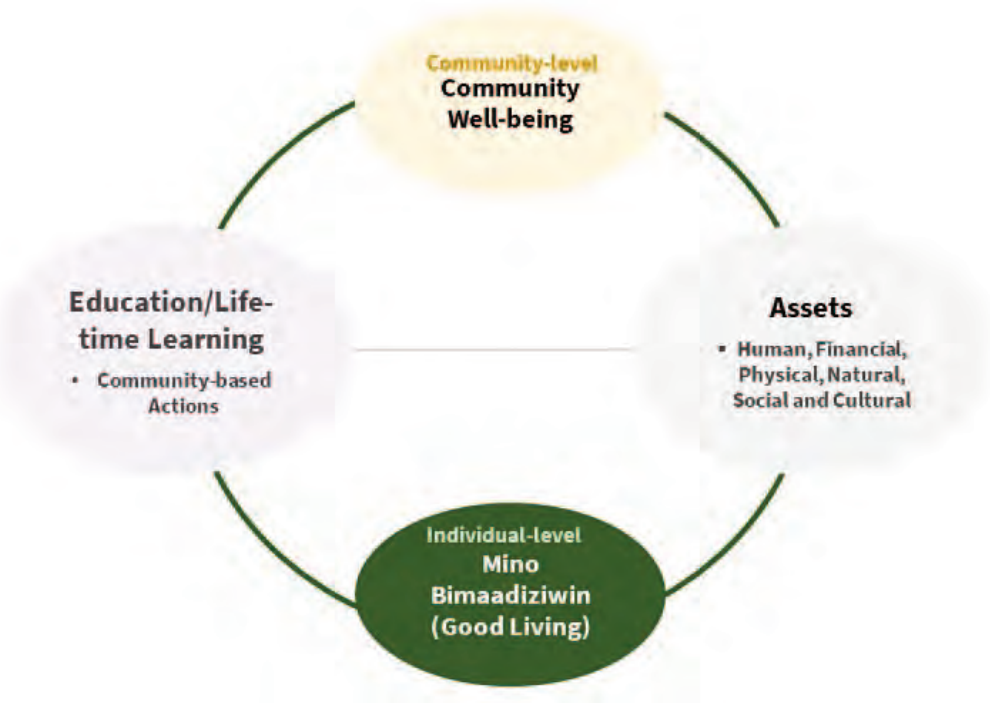 Community-level
Community
Well-being
Education/Life-
time Learning
• Community-based
Actions
Assets
▪ Human, Financial,
Physical, Natural,
Social and Cultural
Individual-level
Mino
Bimaadiziwin
(Good Living)